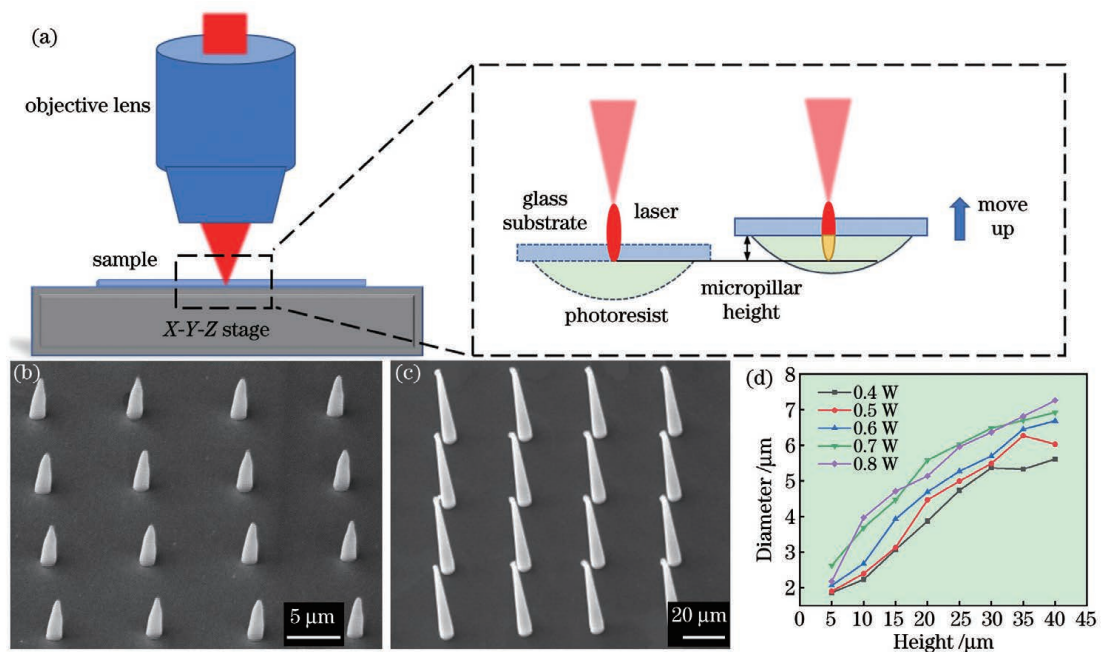 (a)
objective lens
sample
X-Y-Z stage
glass
substrate
laser
photoresist
micropillar
height
move
up
(b)
5 μm
(c)
20 μm
(d)
8
7
6
5
4
3
2
Diameter /μm
0.4 W
0.5 W
0.6 W
0.7 W
0.8 W
0 5 10 15 20 25 30 35 40 45
Height /μm